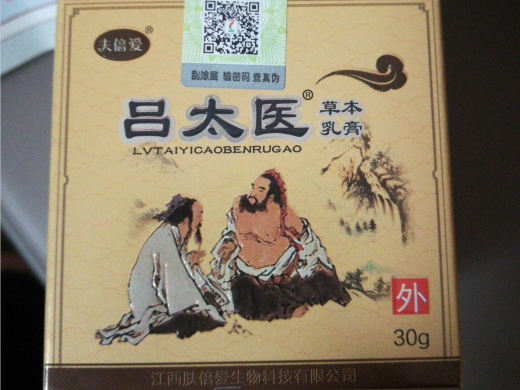 夫倍爱®
刮涂层 输密码 查真伪
吕太医®
草本
乳膏
LVTAIYICAOBENRUGAO
外
30g
江西肤倍爱生物科技有限公司